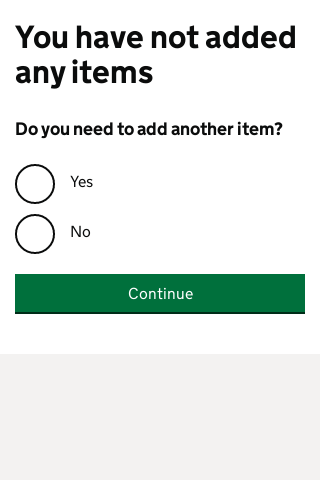 You have not added
any items
Do you need to add another item?
Yes
No
Continue